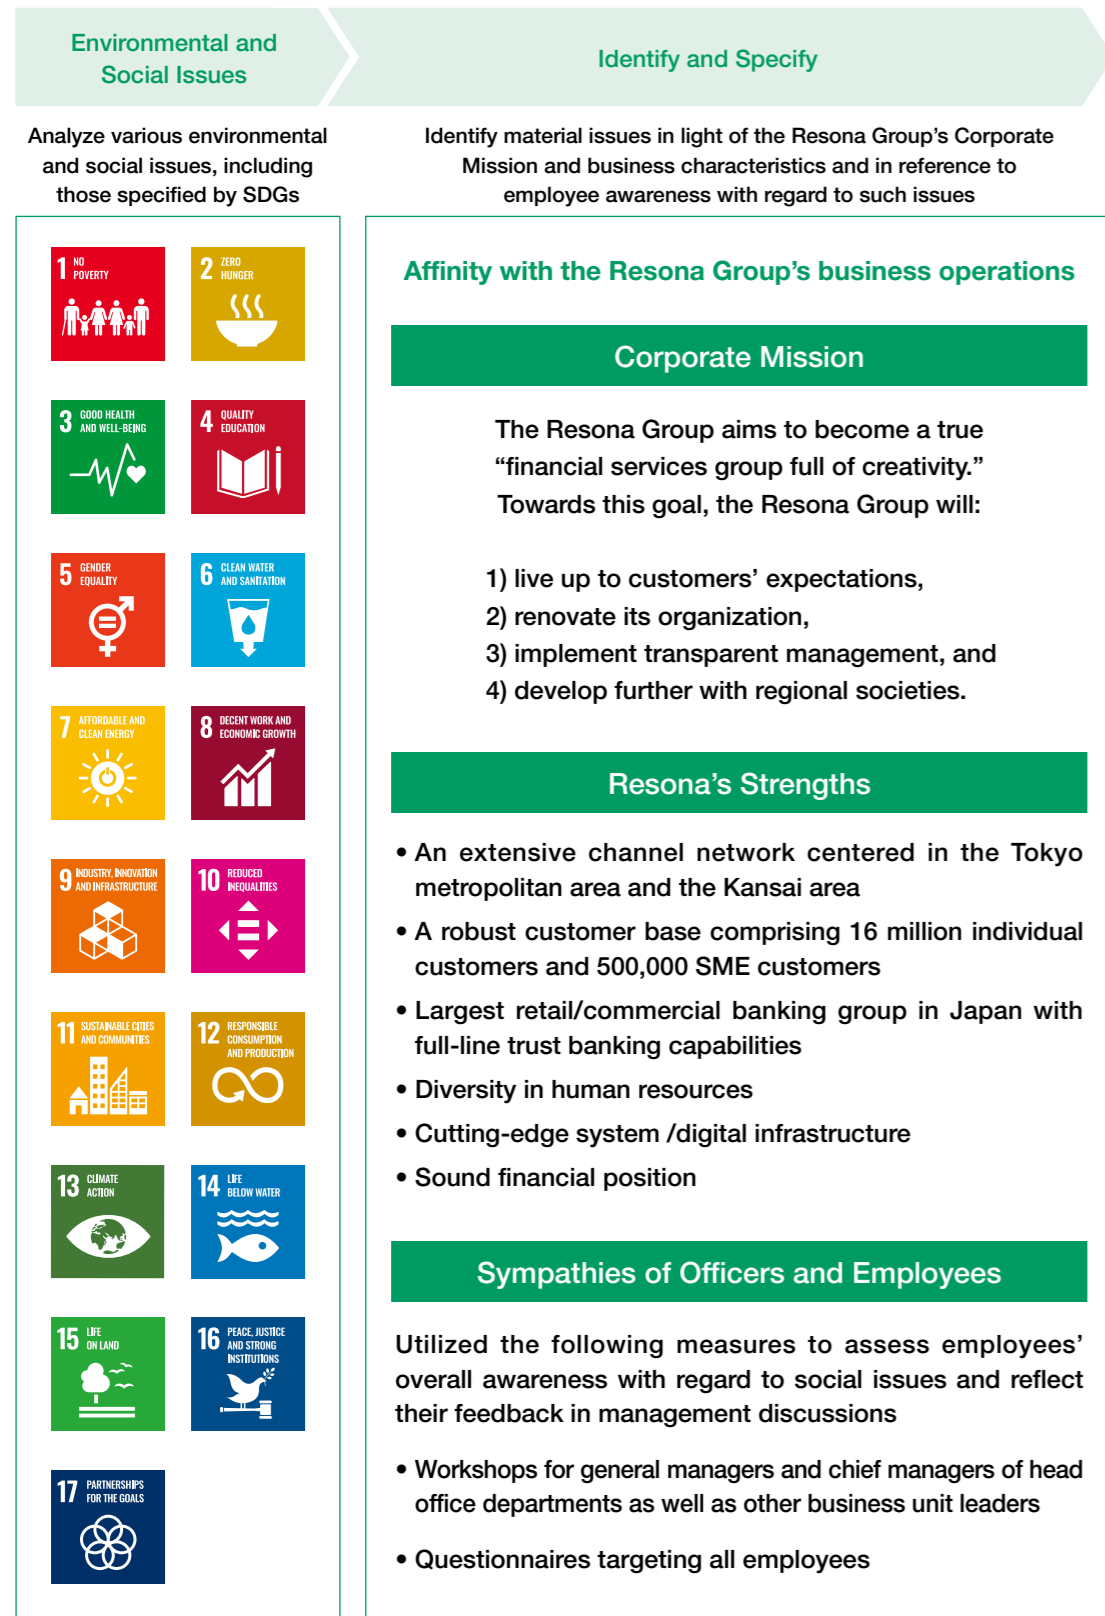 Environmental and
Social Issues
Identify and Specify
Analyze various environmental
and social issues, including
those specified by SDGs
Identify material issues in light of the Resona Group’s Corporate
Mission and business characteristics and in reference to
employee awareness with regard to such issues
1 NO
POVERTY
2 ZERO
HUNGER
3 GOOD HEALTH
AND WELL-BEING
4 QUALITY
EDUCATION
5 GENDER
EQUALITY
6 CLEAN WATER
AND SANITATION
7 AFFORDABLE AND
CLEAN ENERGY
8 DECENT WORK AND
ECONOMIC GROWTH
9 INDUSTRY, INNOVATION
AND INFRASTRUCTURE
10 REDUCED
INEQUALITIES
11 SUSTAINABLE CITIES
AND COMMUNITIES
12 RESPONSIBLE
CONSUMPTION
AND PRODUCTION
13 CLIMATE
ACTION
14 LIFE
BELOW WATER
15 LIFE
ON LAND
16 PEACE, JUSTICE
AND STRONG
INSTITUTIONS
17 PARTNERSHIPS
FOR THE GOALS
Affinity with the Resona Group’s business operations
Corporate Mission
The Resona Group aims to become a true
“financial services group full of creativity.”
Towards this goal, the Resona Group will:
1) live up to customers’ expectations,
2) renovate its organization,
3) implement transparent management, and
4) develop further with regional societies.
Resona’s Strengths
• An extensive channel network centered in the Tokyo
metropolitan area and the Kansai area
• A robust customer base comprising 16 million individual
customers and 500,000 SME customers
• Largest retail/commercial banking group in Japan with
full-line trust banking capabilities
• Diversity in human resources
• Cutting-edge system /digital infrastructure
• Sound financial position
Sympathies of Officers and Employees
Utilized the following measures to assess employees’
overall awareness with regard to social issues and reflect
their feedback in management discussions
• Workshops for general managers and chief managers of head
office departments as well as other business unit leaders
• Questionnaires targeting all employees